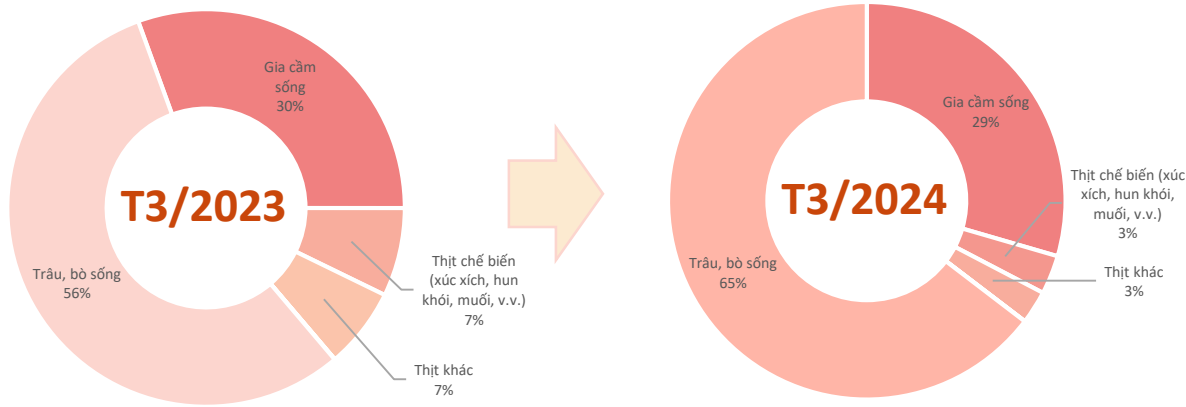 Gia cầm
sống
30%
T3/2023
Trâu, bò sống
56%
Thịt chế biến
(xúc xích, hun
khói, muối, v.v.)
7%
Thịt khác
7%
Gia cầm sống
29%
T3/2024
Thịt chế biến (xúc
xích, hun khói,
muối, v.v.)
3%
Trâu, bò sống
65%
Thịt khác
3%